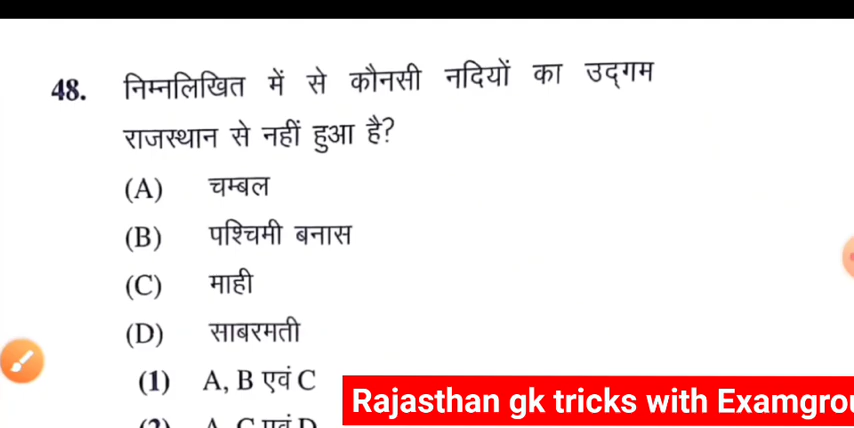 48. निम्नलिखित में से कौनसी नदियों का उद्गम
राजस्थान से नहीं हुआ है?
(A) चम्बल
(B) पश्चिमी बनास
(C) माही
(D) साबरमती
(1) A, B एवं C
Rajasthan gk tricks with